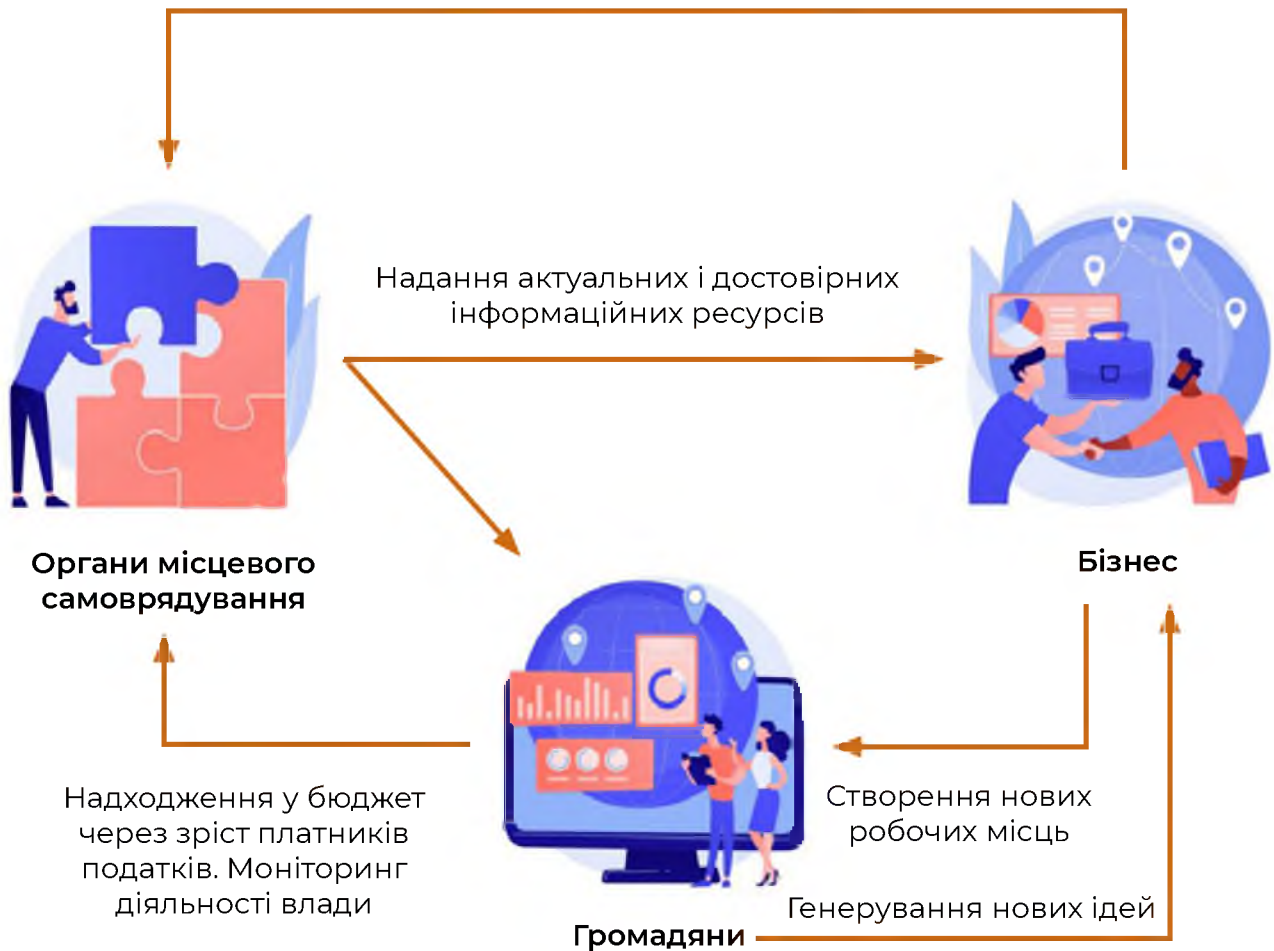 Надання актуальних і достовірних
інформаційних ресурсів
Органи місцевого
самоврядування
Бізнес
Надходження у бюджет
через зріст платників
податків. Моніторинг
діяльності влади
Створення нових
робочих місць
Генерування нових ідей
Громадяни